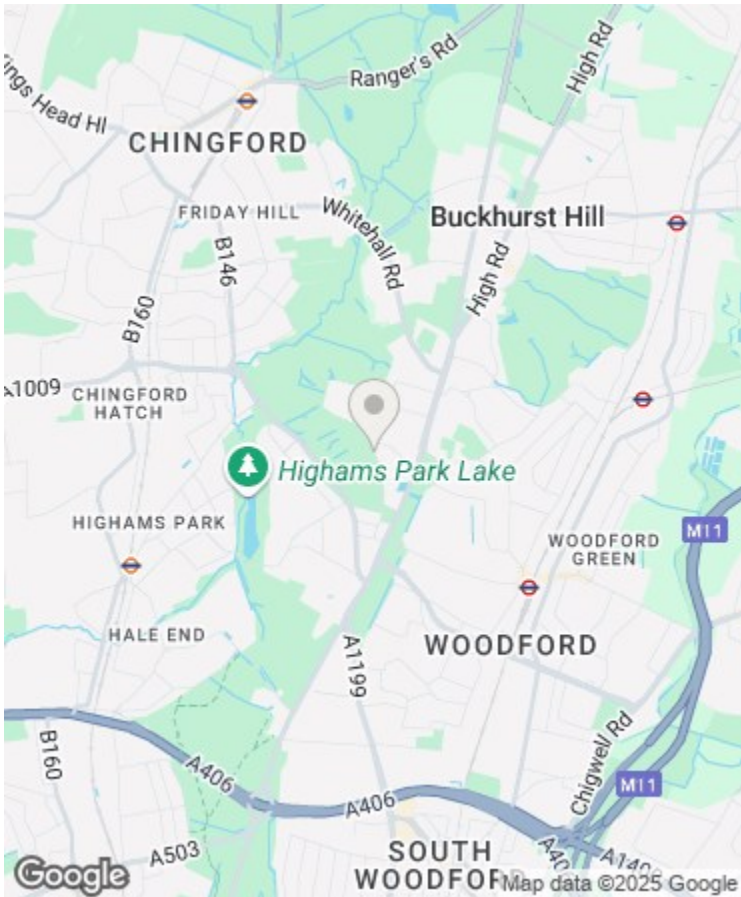 Ranger's Rd
High Rd
Kings Head Hl
CHINGFORD
FRIDAY HILL
Whitehall Rd
Buckhurst Hill
B146
High Rd
B160
A1009
CHINGFORD
HATCH
Highams Park Lake
HIGHAMS PARK
WOODFORD
GREEN
M11
HALE END
WOODFORD
A1199
B160
A406
Chigwell Rd
M11
A406
A503
SOUTH
WOODFORD
Google
Map data ©2025 Google